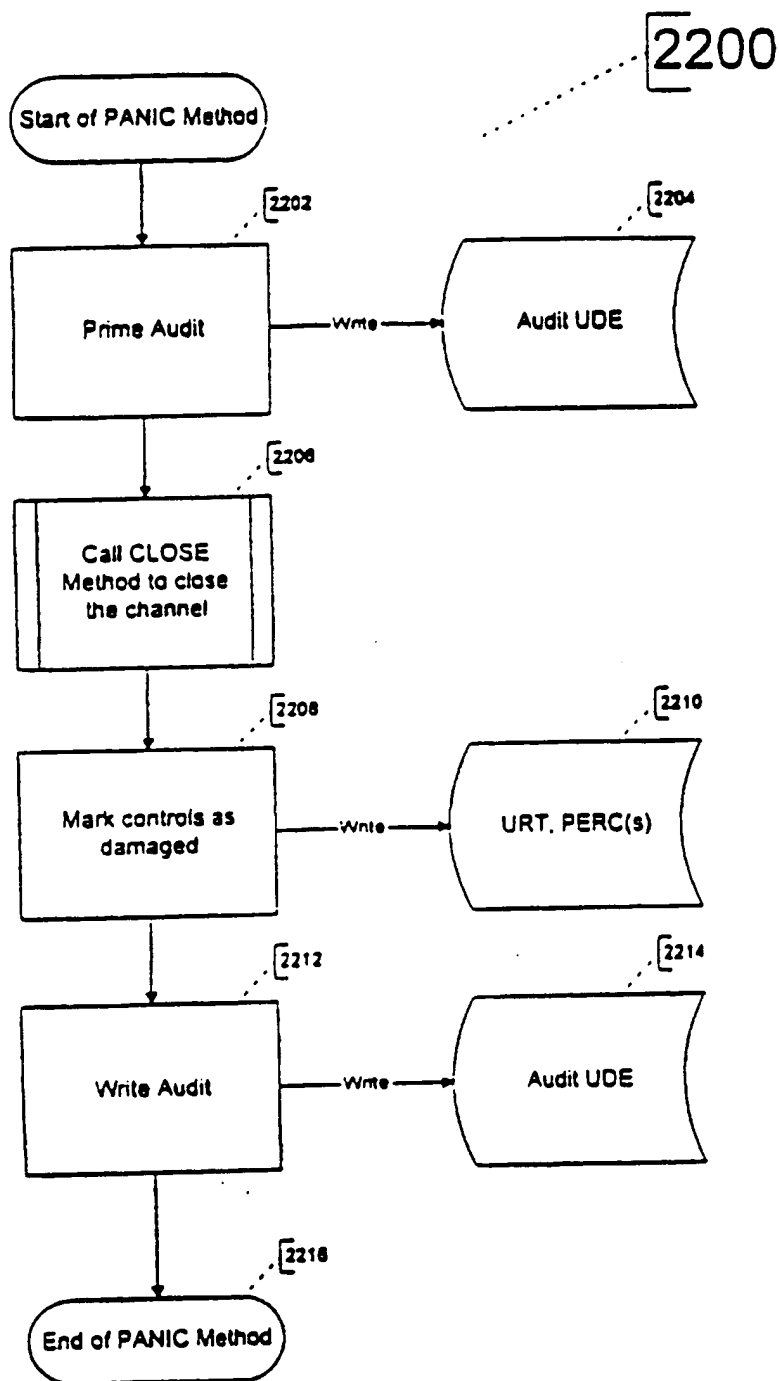 2200
Start of PANIC Method
2202
2204
Prime Audit
Write
Audit UDE
2206
Call CLOSE
Method to close
the channel
2208
2210
Mark controls as
damaged
Write
URT, PERC(s)
2212
2214
Write Audit
Write
Audit UDE
2216
End of PANIC Method